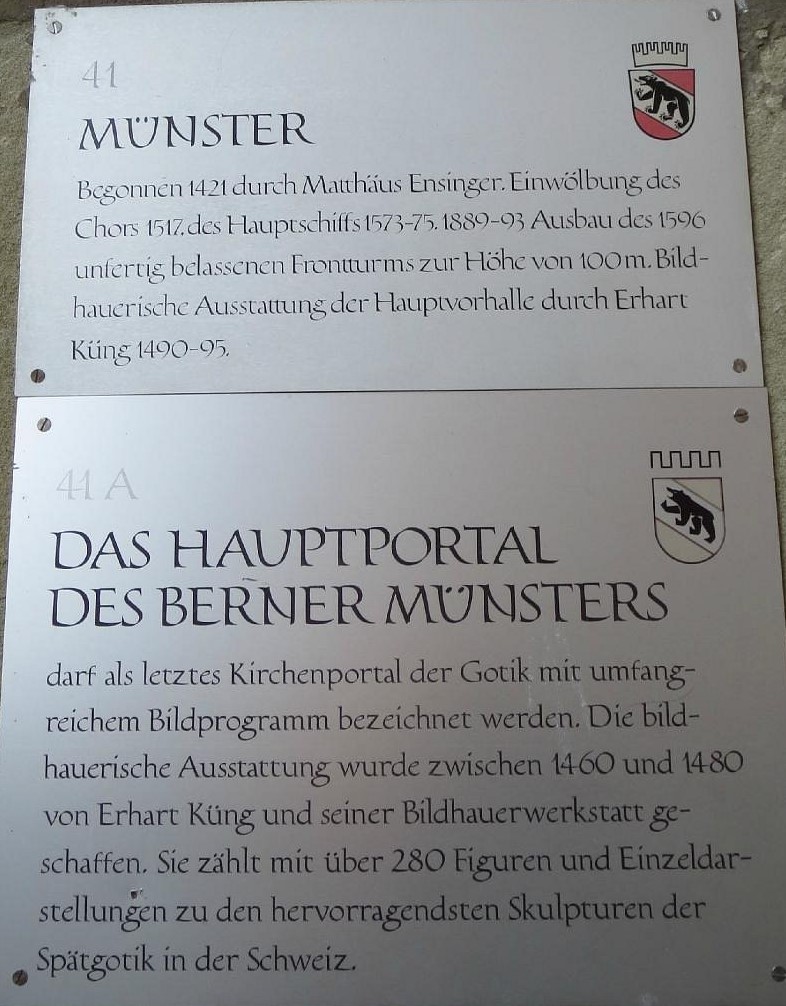 41
MÜNSTER
Begonnen 1421 durch Matthäus Ensinger. Einwölbung des
Chors 1517, des Hauptschiffs 1573-75. 1889-93 Ausbau des 1596
unfertig belassenen Frontturms zur Höhe von 100 m. Bild-
hauerische Ausstattung der Hauptvorhalle durch Erhart
Küng 1490-95.
41 A
DAS HAUPTPORTAL
DES BERNER MÜNSTERS
darf als letztes Kirchenportal der Gotik mit umfang-
reichem Bildprogramm bezeichnet werden. Die bild-
hauerische Ausstattung wurde zwischen 1460 und 1480
von Erhart Küng und seiner Bildhauerwerkstatt ge-
schaffen. Sie zählt mit über 280 Figuren und Einzeldar-
stellungen zu den hervorragendsten Skulpturen der
Spätgotik in der Schweiz.